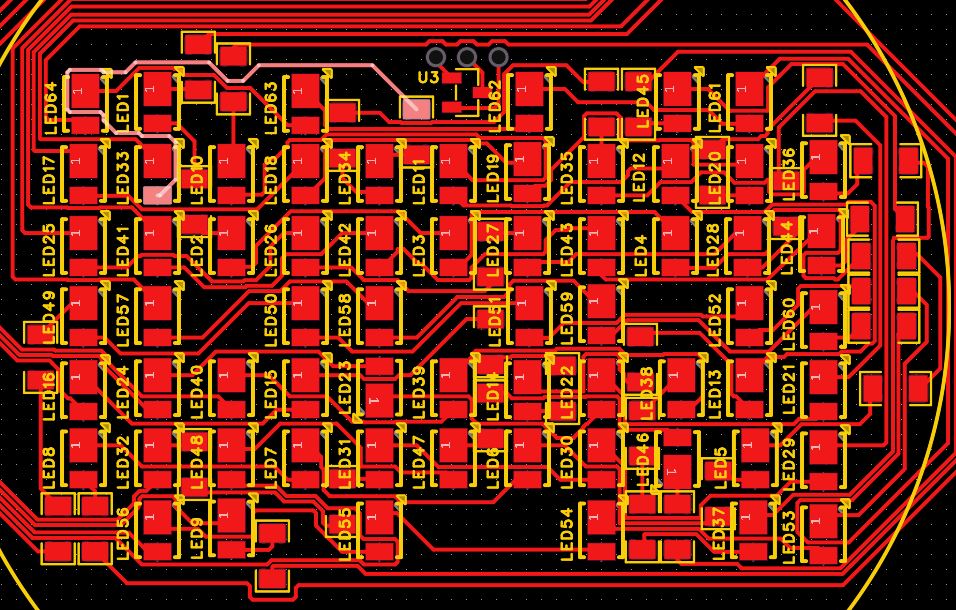 U3
LED64 LED1 LED63 LED62 LED45 LED61
LED17 LED33 LED10 LED18 LED34 LED11 LED19 LED35 LED12 LED20 LED36
LED25 LED41 LED2 LED26 LED42 LED3 LED27 LED43 LED4 LED28 LED44
LED49 LED57 LED50 LED58 LED51 LED59 LED52 LED60
LED16 LED24 LED40 LED15 LED23 LED39 LED14 LED22 LED38 LED13 LED21
LED8 LED32 LED48 LED7 LED31 LED47 LED6 LED30 LED46 LED5 LED29
LED56 LED9 LED55 LED54 LED37 LED53